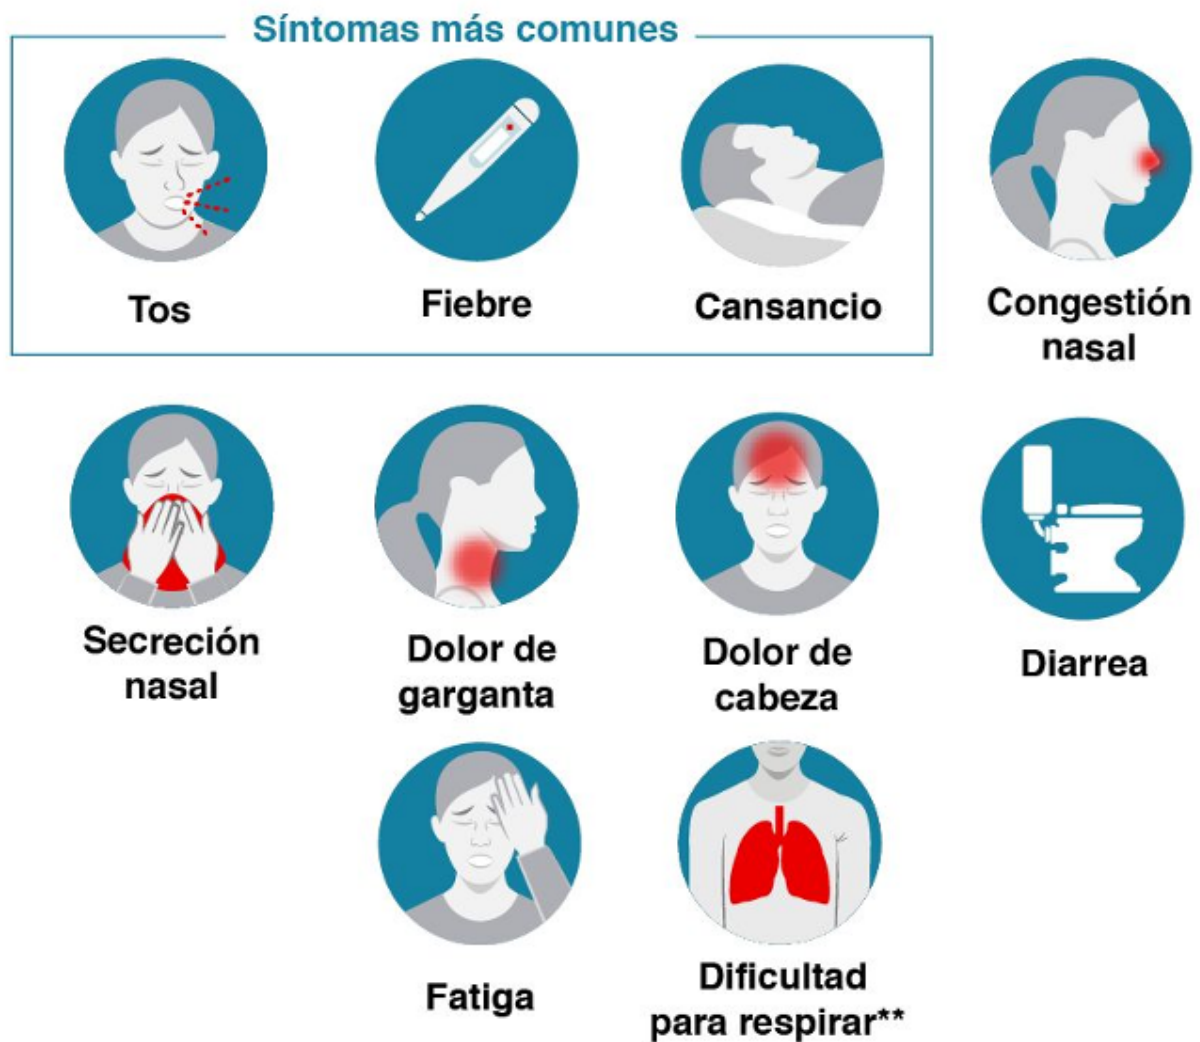 Síntomas más comunes
Tos
Fiebre
Cansancio
Congestión
nasal
Secreción
nasal
Dolor de
garganta
Dolor de
cabeza
Diarrea
Fatiga
Dificultad
para respirar**